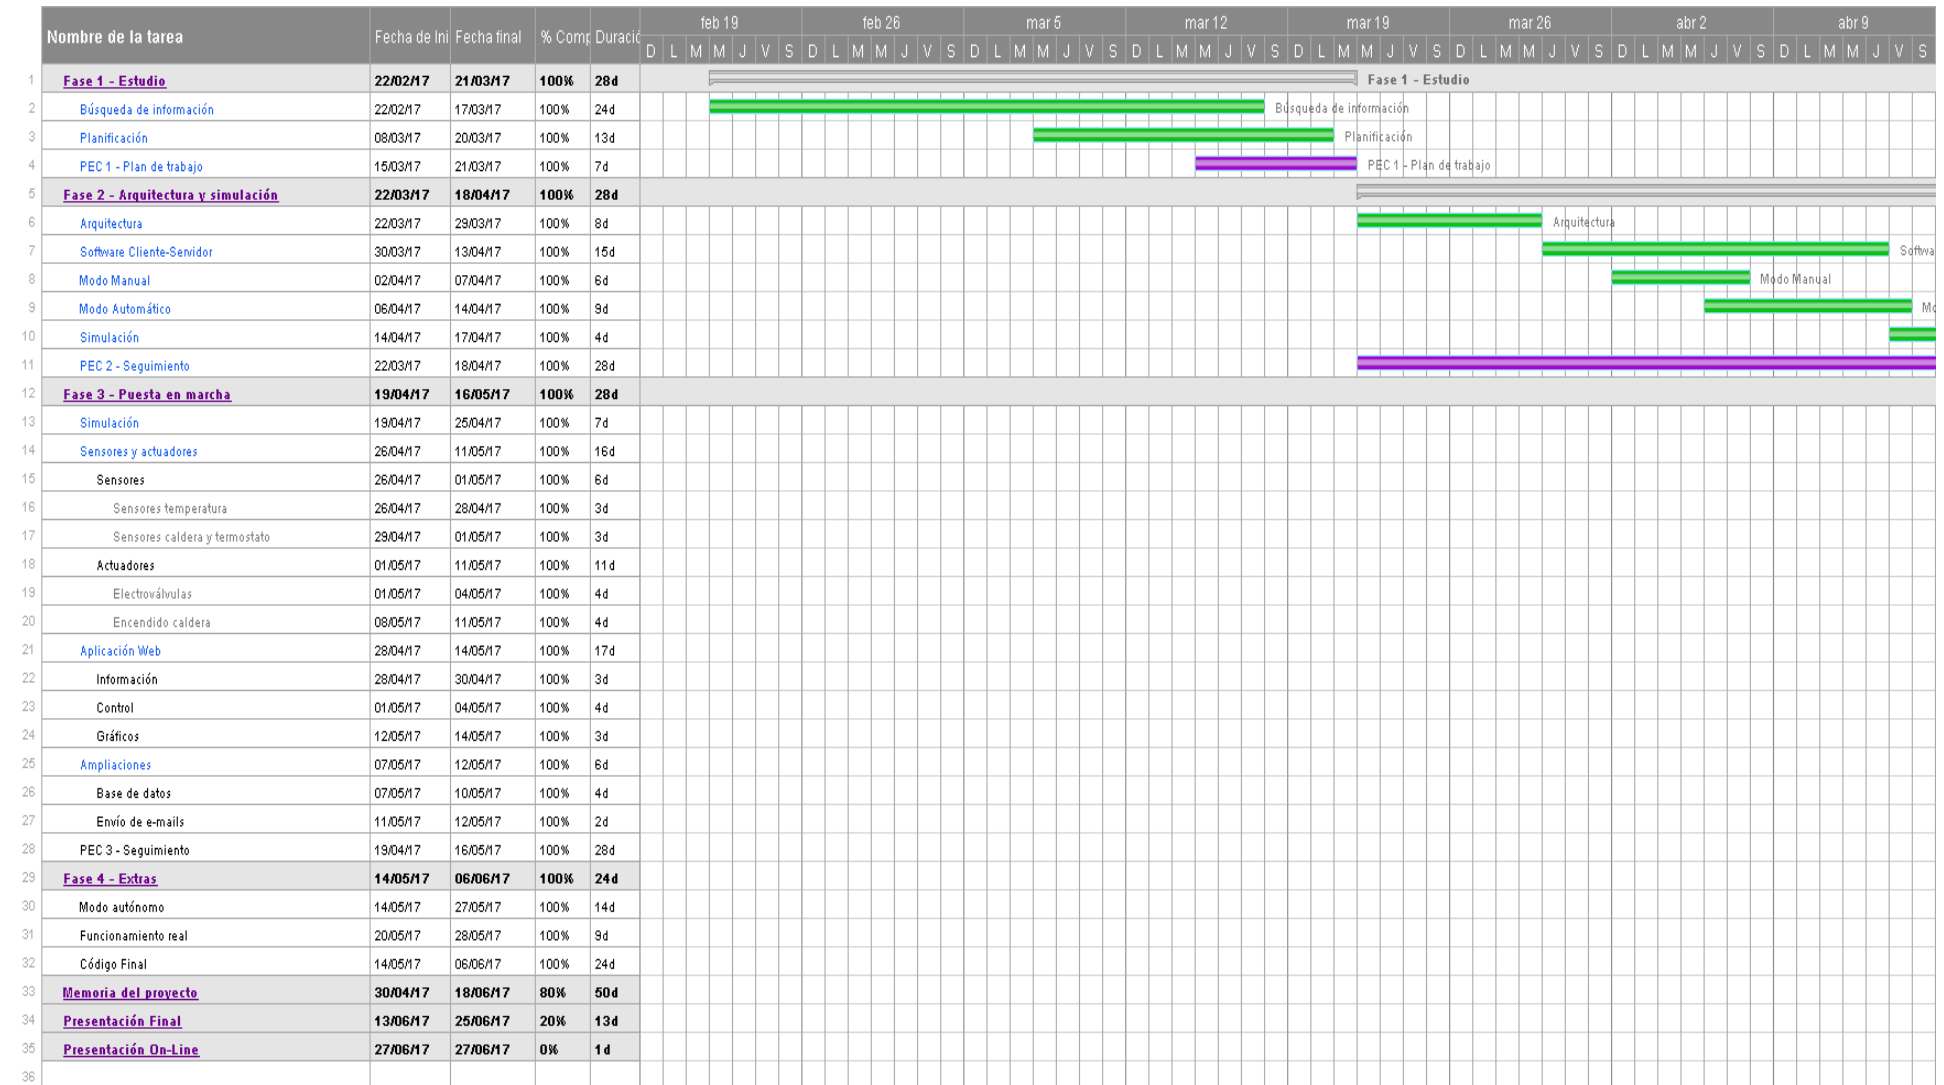 feb 19 feb 26 mar 5 mar 12 mar 19 mar 26 abr 2 abr 9
Nombre de la tarea Fecha de Ini Fecha final % Comp Duració
D L M M J V S D L M M J V S D L M M J V S D L M M J V S D L M M J V S D L M M J V S D L M M J V S D L M M J V S
1 Fase 1 - Estudio 22/02/17 21/03/17 100% 28d Fase 1 - Estudio
2 Búsqueda de información 22/02/17 17/03/17 100% 24d Búsqueda de información
3 Planificación 08/03/17 20/03/17 100% 13d Planificación
4 PEC 1 - Plan de trabajo 15/03/17 21/03/17 100% 7d PEC 1 - Plan de trabajo
5 Fase 2 - Arquitectura y simulación 22/03/17 18/04/17 100% 28d
6 Arquitectura 22/03/17 29/03/17 100% 8d Arquitectura
7 Software Cliente-Servidor 30/03/17 13/04/17 100% 15d Softwa
8 Modo Manual 02/04/17 07/04/17 100% 6d Modo Manual
9 Modo Automático 06/04/17 14/04/17 100% 9d Mo
10 Simulación 14/04/17 17/04/17 100% 4d
11 PEC 2 - Seguimiento 22/03/17 18/04/17 100% 28d
12 Fase 3 - Puesta en marcha 19/04/17 16/05/17 100% 28d
13 Simulación 19/04/17 25/04/17 100% 7d
14 Sensores y actuadores 26/04/17 11/05/17 100% 16d
15 Sensores 26/04/17 01/05/17 100% 6d
16 Sensores temperatura 26/04/17 28/04/17 100% 3d
17 Sensores caldera y termostato 29/04/17 01/05/17 100% 3d
18 Actuadores 01/05/17 11/05/17 100% 11d
19 Electroválvulas 01/05/17 04/05/17 100% 4d
20 Encendido caldera 08/05/17 11/05/17 100% 4d
21 Aplicación Web 28/04/17 14/05/17 100% 17d
22 Información 28/04/17 30/04/17 100% 3d
23 Control 01/05/17 04/05/17 100% 4d
24 Gráficos 12/05/17 14/05/17 100% 3d
25 Ampliaciones 07/05/17 12/05/17 100% 6d
26 Base de datos 07/05/17 10/05/17 100% 4d
27 Envío de e-mails 11/05/17 12/05/17 100% 2d
28 PEC 3 - Seguimiento 19/04/17 16/05/17 100% 28d
29 Fase 4 - Extras 14/05/17 06/06/17 100% 24d
30 Modo autónomo 14/05/17 27/05/17 100% 14d
31 Funcionamiento real 20/05/17 28/05/17 100% 9d
32 Código Final 14/05/17 06/06/17 100% 24d
33 Memoria del proyecto 30/04/17 18/06/17 80% 50d
34 Presentación Final 13/06/17 25/06/17 20% 13d
35 Presentación On-Line 27/06/17 27/06/17 0% 1d
36